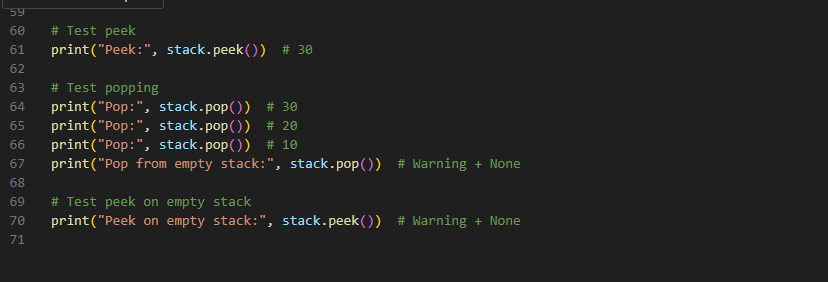 59
60 # Test peek
61 print("Peek:", stack.peek())  # 30
62
63 # Test popping
64 print("Pop:", stack.pop())  # 30
65 print("Pop:", stack.pop())  # 20
66 print("Pop:", stack.pop())  # 10
67 print("Pop from empty stack:", stack.pop())  # Warning + None
68
69 # Test peek on empty stack
70 print("Peek on empty stack:", stack.peek())  # Warning + None
71